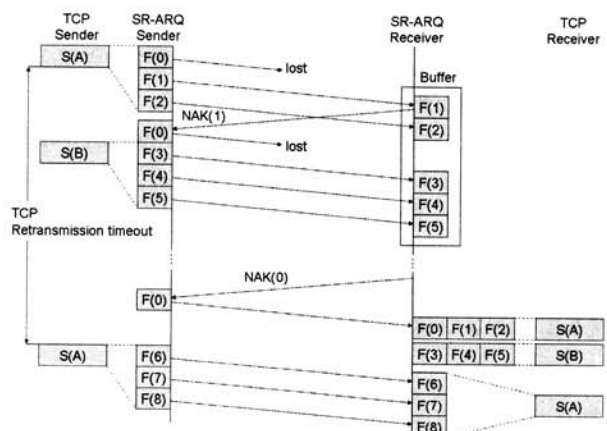 TCP Sender
SR-ARQ Sender
SR-ARQ Receiver
TCP Receiver
S(A)
F(0)
lost
F(1)
F(2)
Buffer
F(1)
F(2)
NAK(1)
F(0)
lost
S(B)
F(3)
F(4)
F(5)
F(3)
F(4)
F(5)
TCP
Retransmission timeout
NAK(0)
F(0)
F(0) F(1) F(2)
S(A)
F(3) F(4) F(5)
S(B)
S(A)
F(6)
F(7)
F(8)
F(6)
F(7)
F(8)
S(A)